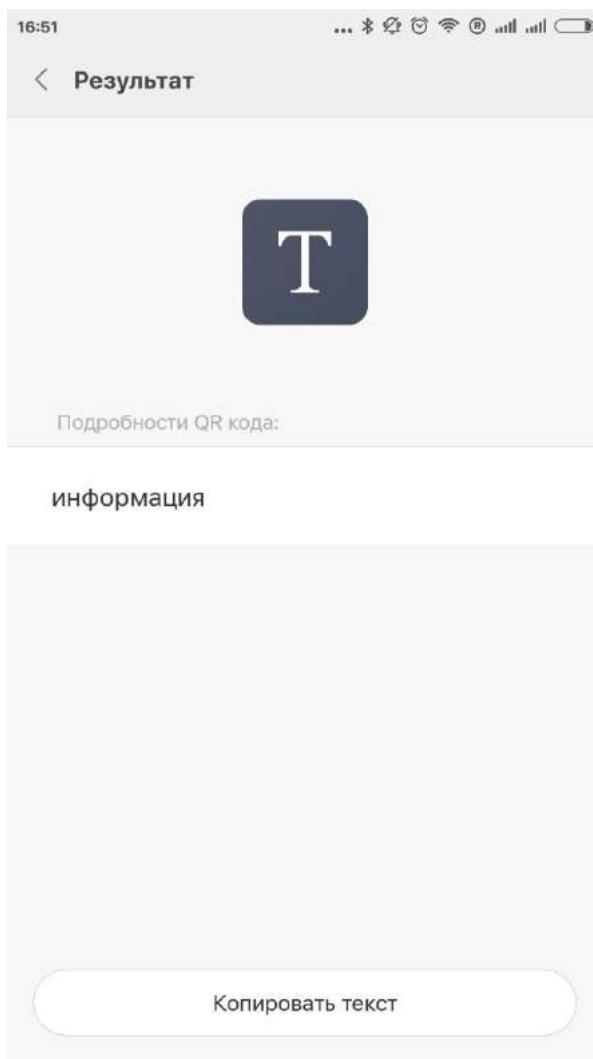 16:51
Результат
T
Подробности QR кода:
информация
Копировать текст